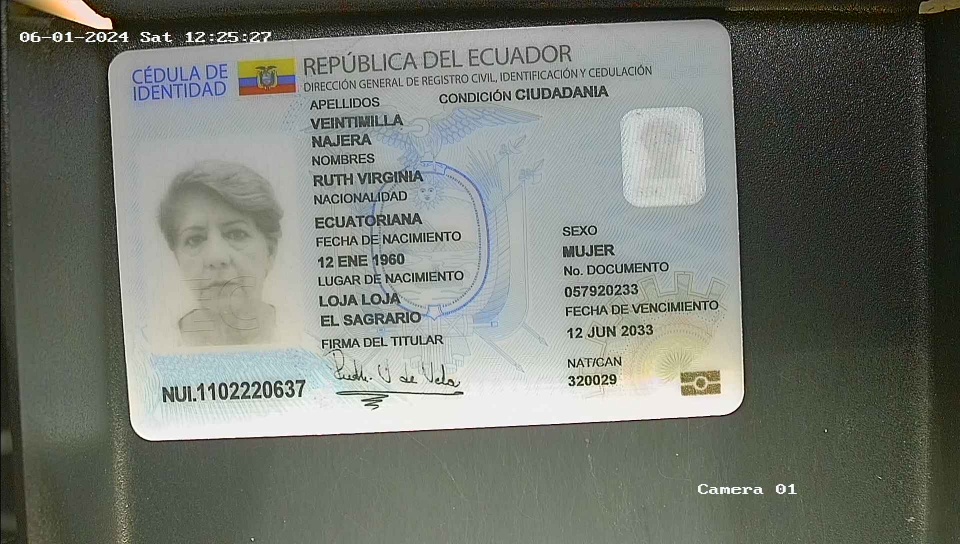 06-01-2024 Sat 12:25:27
CÉDULA DE
IDENTIDAD
REPÚBLICA DEL ECUADOR
DIRECCIÓN GENERAL DE REGISTRO CIVIL, IDENTIFICACIÓN Y CEDULACIÓN
APELLIDOS
CONDICIÓN CIUDADANIA
VEINTIMILLA
NAJERA
NOMBRES
RUTH VIRGINIA
NACIONALIDAD
ECUATORIANA
FECHA DE NACIMIENTO
12 ENE 1960
LUGAR DE NACIMIENTO
LOJA LOJA
EL SAGRARIO
FIRMA DEL TITULAR
SEXO
MUJER
No. DOCUMENTO
057920233
FECHA DE VENCIMIENTO
12 JUN 2033
NAT/CAN
320029
EC
NUI.1102220637
Camera 01